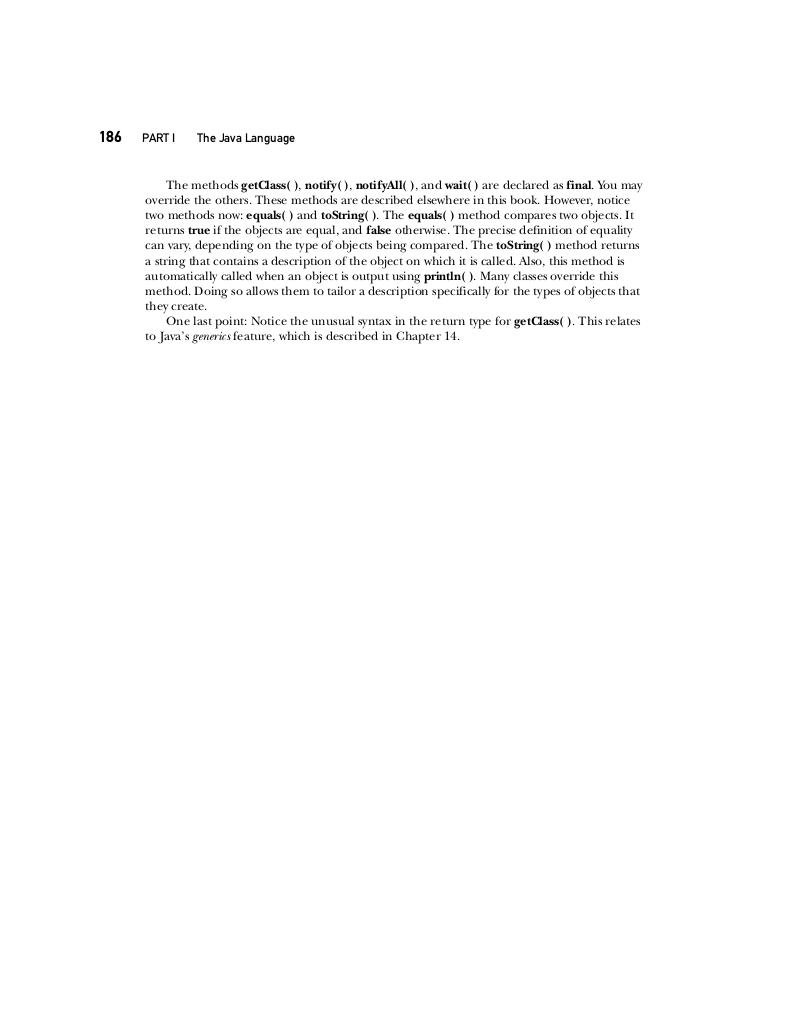 186 PART I The Java Language
The methods getClass( ), notify( ), notifyAll( ), and wait( ) are declared as final. You may
override the others. These methods are described elsewhere in this book. However, notice
two methods now: equals( ) and toString( ). The equals( ) method compares two objects. It
returns true if the objects are equal, and false otherwise. The precise definition of equality
can vary, depending on the type of objects being compared. The toString( ) method returns
a string that contains a description of the object on which it is called. Also, this method is
automatically called when an object is output using println( ). Many classes override this
method. Doing so allows them to tailor a description specifically for the types of objects that
they create.
One last point: Notice the unusual syntax in the return type for getClass( ). This relates
to Java's generics feature, which is described in Chapter 14.